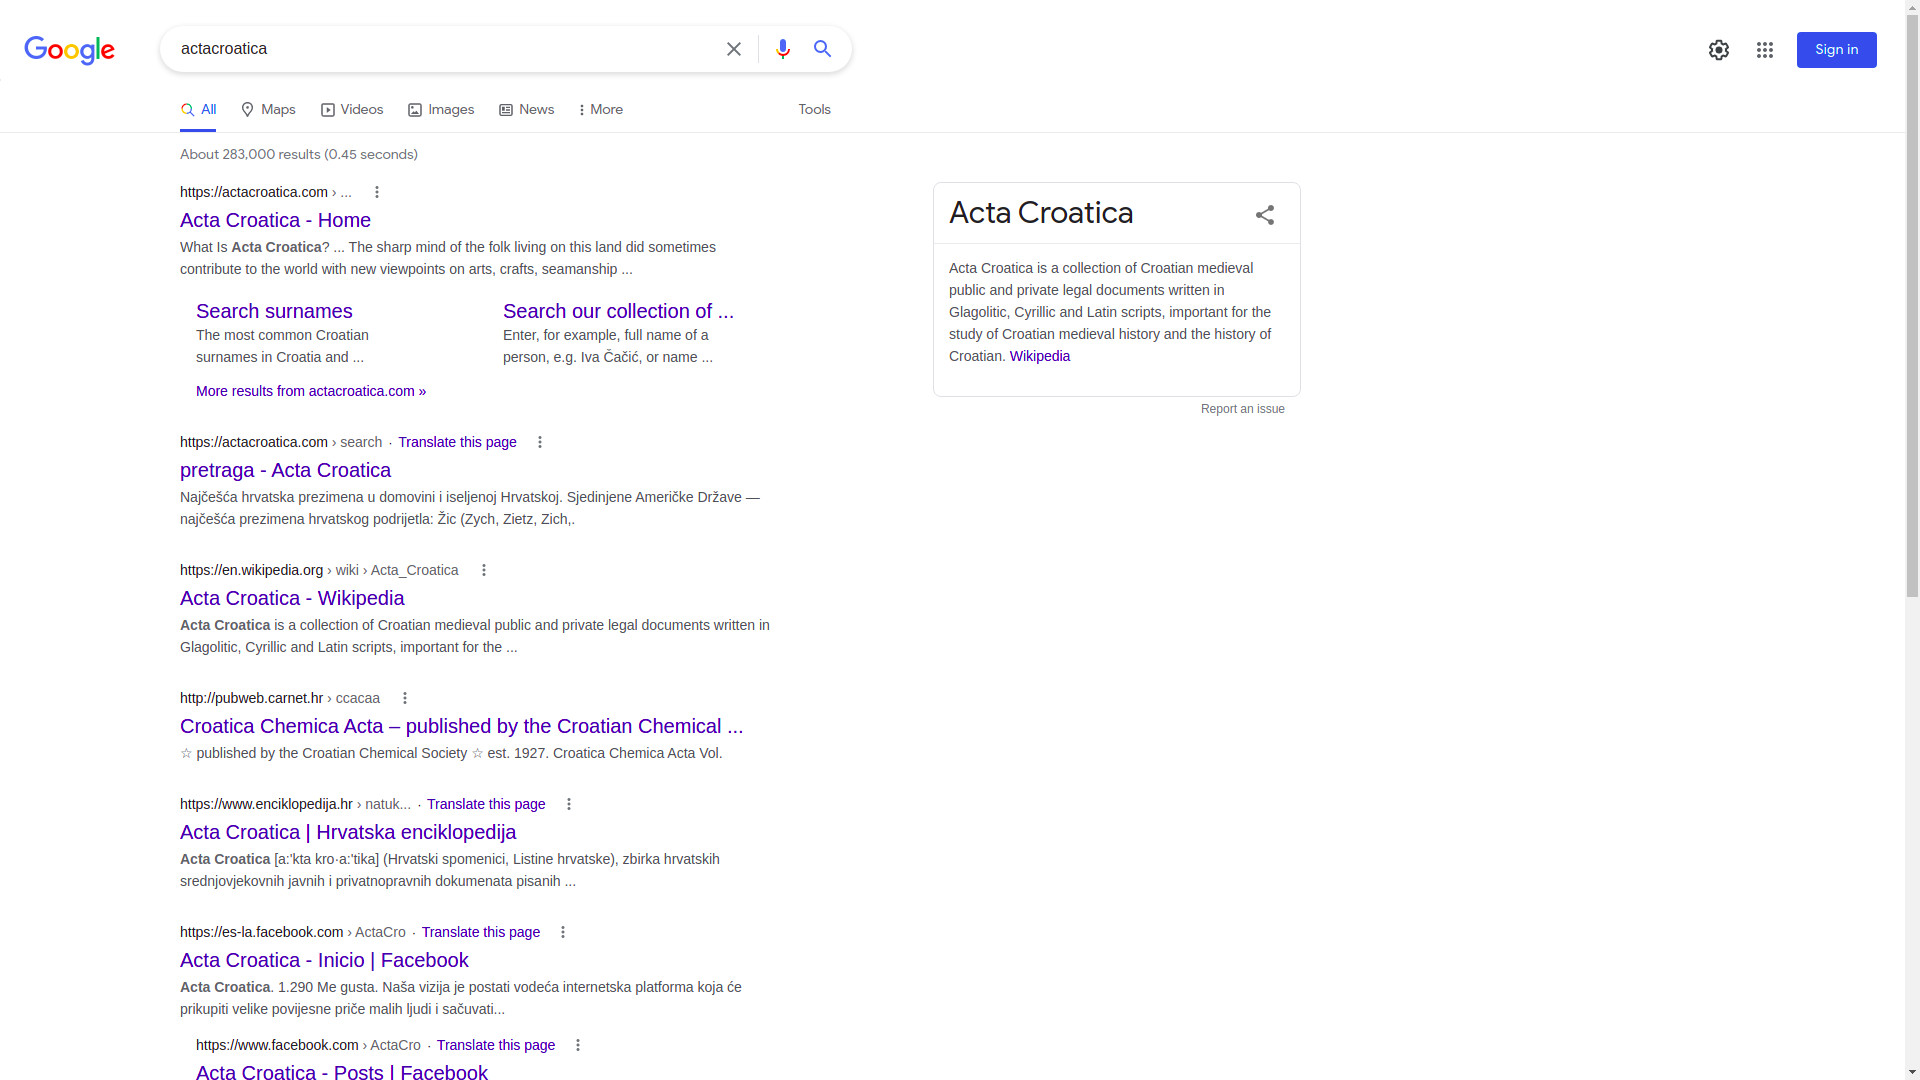 Google
actacroatica
Sign in
All
Maps
Videos
Images
News
More
Tools
About 283,000 results (0.45 seconds)
https://actacroatica.com › ...
Acta Croatica - Home
What Is Acta Croatica? ... The sharp mind of the folk living on this land did sometimes
contribute to the world with new viewpoints on arts, crafts, seamanship ...
Search surnames
The most common Croatian
surnames in Croatia and ...
Search our collection of ...
Enter, for example, full name of a
person, e.g. Iva Čačić, or name ...
More results from actacroatica.com »
https://actacroatica.com › search · Translate this page
pretraga - Acta Croatica
Najčešća hrvatska prezimena u domovini i iseljenoj Hrvatskoj. Sjedinjene Američke Države —
najčešća prezimena hrvatskog podrijetla: Žic (Zych, Zietz, Zich,.
https://en.wikipedia.org › wiki › Acta_Croatica
Acta Croatica - Wikipedia
Acta Croatica is a collection of Croatian medieval public and private legal documents written in
Glagolitic, Cyrillic and Latin scripts, important for the ...
http://pubweb.carnet.hr › ccacaa
Croatica Chemica Acta – published by the Croatian Chemical ...
☆ published by the Croatian Chemical Society ☆ est. 1927. Croatica Chemica Acta Vol.
https://www.enciklopedija.hr › natuk... · Translate this page
Acta Croatica | Hrvatska enciklopedija
Acta Croatica [a:'kta kro·a:'tika] (Hrvatski spomenici, Listine hrvatske), zbirka hrvatskih
srednjovjekovnih javnih i privatnopravnih dokumenata pisanih ...
https://es-la.facebook.com › ActaCro · Translate this page
Acta Croatica - Inicio | Facebook
Acta Croatica. 1.290 Me gusta. Naša vizija je postati vodeća internetska platforma koja će
prikupiti velike povijesne priče malih ljudi i sačuvati...
https://www.facebook.com › ActaCro · Translate this page
Acta Croatica - Posts | Facebook
Acta Croatica
Acta Croatica is a collection of Croatian medieval
public and private legal documents written in
Glagolitic, Cyrillic and Latin scripts, important for the
study of Croatian medieval history and the history of
Croatian. Wikipedia
Report an issue